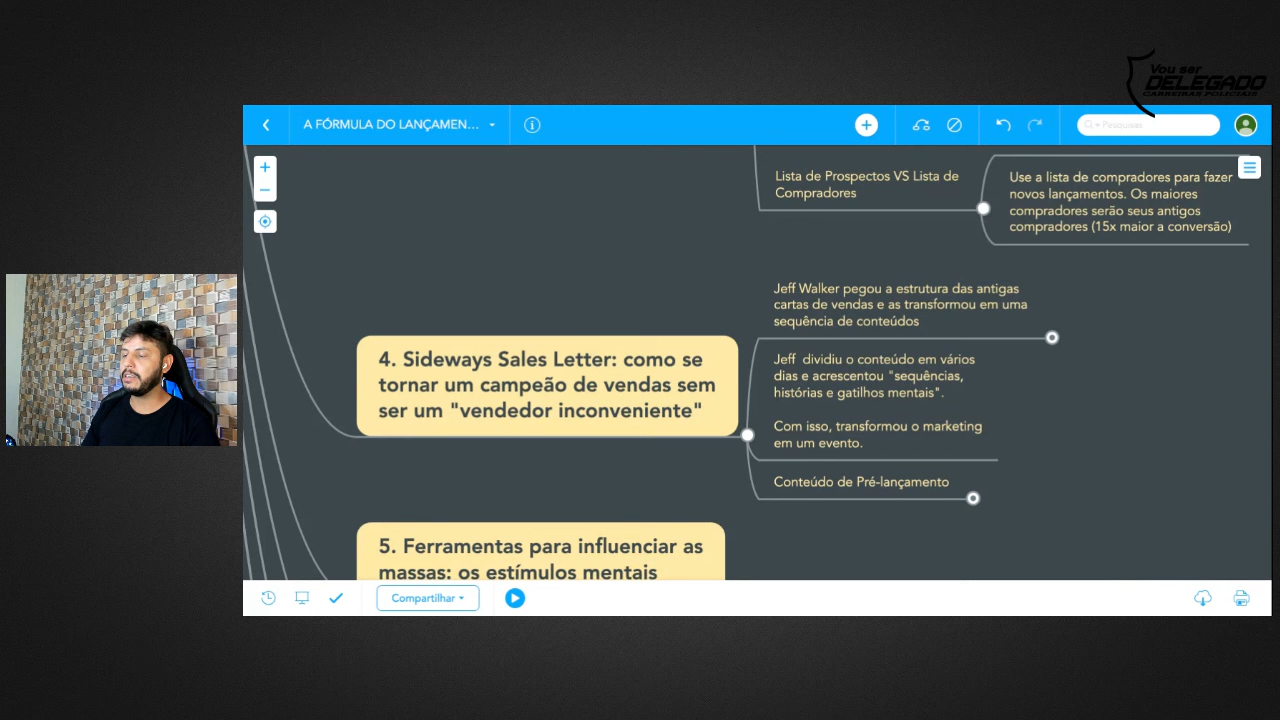 Vou ser
DELEGADO
CARREIRAS POLICIAIS
A FÓRMULA DO LANÇAMEN...
Pesquisas
Lista de Prospectos VS Lista de
Compradores
Use a lista de compradores para fazer
novos lançamentos. Os maiores
compradores serão seus antigos
compradores (15x maior a conversão)
Jeff Walker pegou a estrutura das antigas
cartas de vendas e as transformou em uma
sequência de conteúdos
4. Sideways Sales Letter: como se
tornar um campeão de vendas sem
ser um "vendedor inconveniente"
Jeff dividiu o conteúdo em vários
dias e acrescentou "sequências,
histórias e gatilhos mentais".
Com isso, transformou o marketing
em um evento.
Conteúdo de Pré-lançamento
5. Ferramentas para influenciar as
massas: os estímulos mentais
Compartilhar